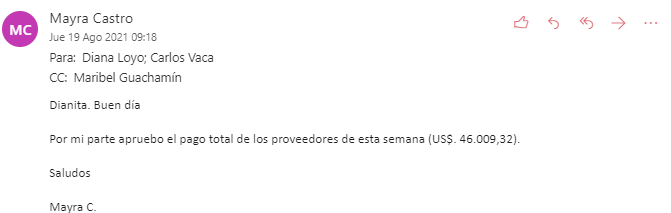 MC
Mayra Castro
Jue 19 Ago 2021 09:18
Para: Diana Loyo; Carlos Vaca
CC: Maribel Guachamín
Dianita. Buen día
Por mi parte apruebo el pago total de los proveedores de esta semana (US$. 46.009,32).
Saludos
Mayra C.